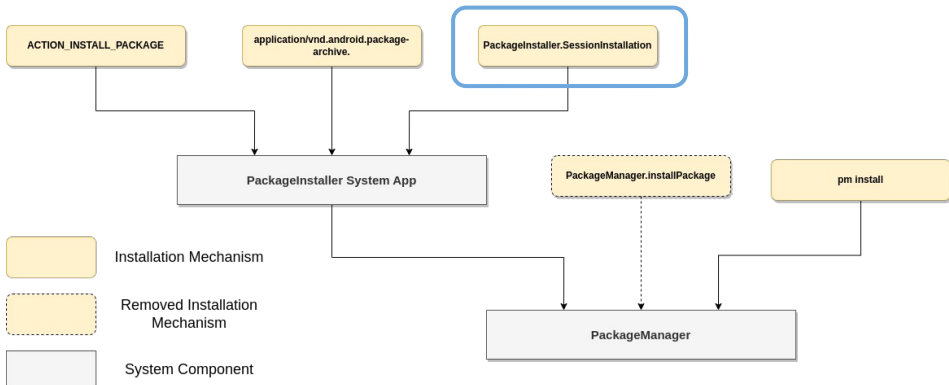 ACTION_INSTALL_PACKAGE
application/vnd.android.package-
archive.
PackageInstaller.SessionInstallation
PackageInstaller System App
PackageManager.installPackage
pm install
Installation Mechanism
Removed Installation
Mechanism
PackageManager
System Component